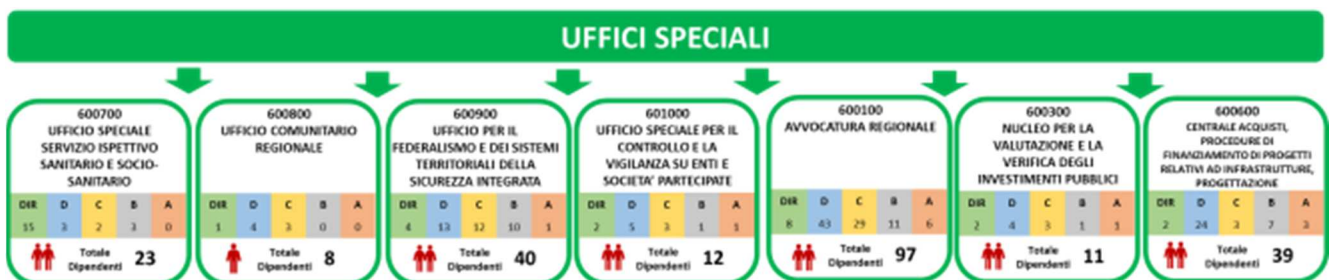 UFFICI SPECIALI
600700
UFFICIO SPECIALE
SERVIZIO ISPETTIVO
SANITARIO E SOCIO-
SANITARIO
DIR D C B A
15 3 2 3 0
Totale
Dipendenti 23
600800
UFFICIO COMUNITARIO
REGIONALE
DIR D C B A
1 4 3 0 0
Totale
Dipendenti 8
600900
UFFICIO PER IL
FEDERALISMO E DEI SISTEMI
TERRITORIALI DELLA
SICUREZZA INTEGRATA
DIR D C B A
4 13 12 10 1
Totale
Dipendenti 40
601000
UFFICIO SPECIALE PER IL
CONTROLLO E LA
VIGILANZA SU ENTI E
SOCIETA' PARTECIPATE
DIR D C B A
2 5 3 1 1
Totale
Dipendenti 12
600100
AVVOCATURA REGIONALE
DIR D C B A
8 43 29 11 6
Totale
Dipendenti 97
600300
NUCLEO PER LA
VALUTAZIONE E LA
VERIFICA DEGLI
INVESTIMENTI PUBBLICI
DIR D C B A
2 4 3 1 1
Totale
Dipendenti 11
600600
CENTRALE ACQUISTI,
PROCEDURE DI
FINANZIAMENTO DI PROGETTI
RELATIVI AD INFRASTRUTTURE,
PROGETTAZIONE
DIR D C B A
2 24 3 7 3
Totale
Dipendenti 39